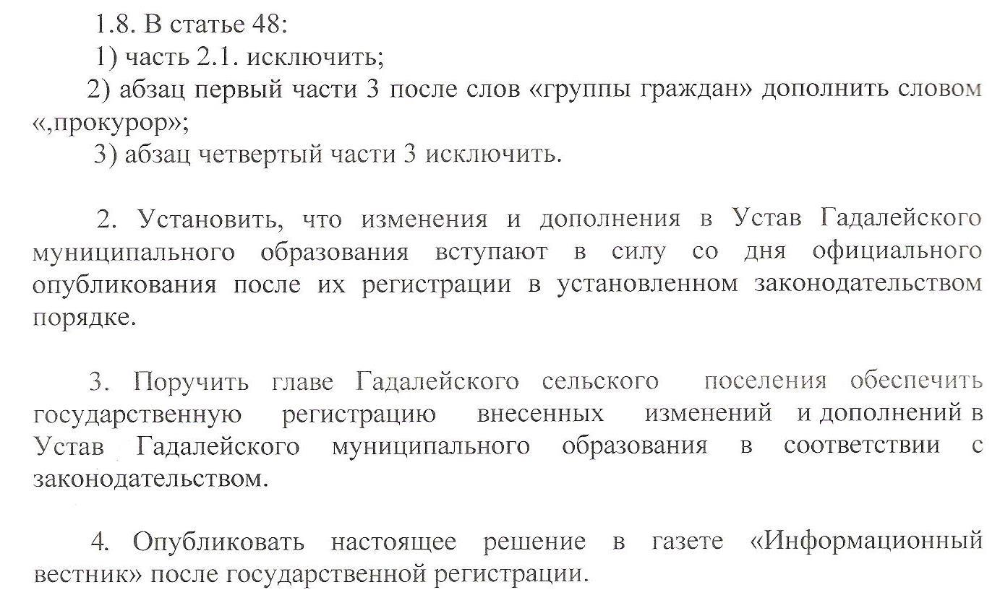 1.8. В статье 48:
1) часть 2.1. исключить;
2) абзац первый части 3 после слов «группы граждан» дополнить словом
«,прокурор»;
3) абзац четвертый части 3 исключить.
2. Установить, что изменения и дополнения в Устав Гадалейского
муниципального образования вступают в силу со дня официального
опубликования после их регистрации в установленном законодательством
порядке.
3. Поручить главе Гадалейского сельского поселения обеспечить
государственную регистрацию внесенных изменений и дополнений в
Устав Гадалейского муниципального образования в соответствии с
законодательством.
4. Опубликовать настоящее решение в газете «Информационный
вестник» после государственной регистрации.